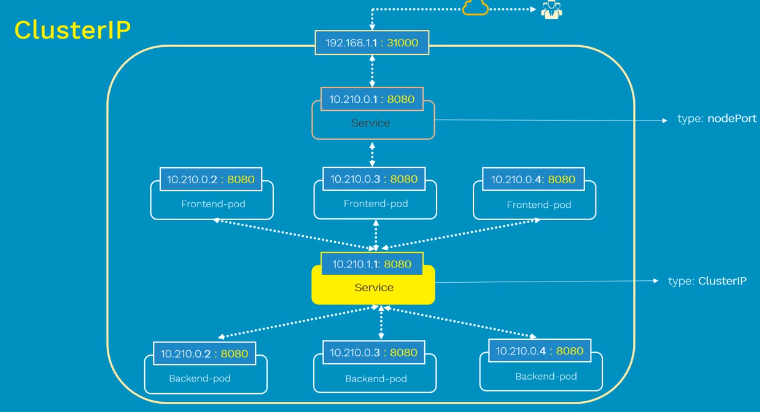 ClusterIP
192.168.1.1 : 31000
10.210.0.1 : 8080
Service
type: nodePort
10.210.0.2 : 8080
10.210.0.3 : 8080
10.210.0.4: 8080
Frontend-pod
Frontend-pod
Frontend-pod
10.210.1.1: 8080
Service
type: ClusterIP
10.210.0.2 : 8080
10.210.0.3 : 8080
10.210.0.4 : 8080
Backend-pod
Backend-pod
Backend-pod